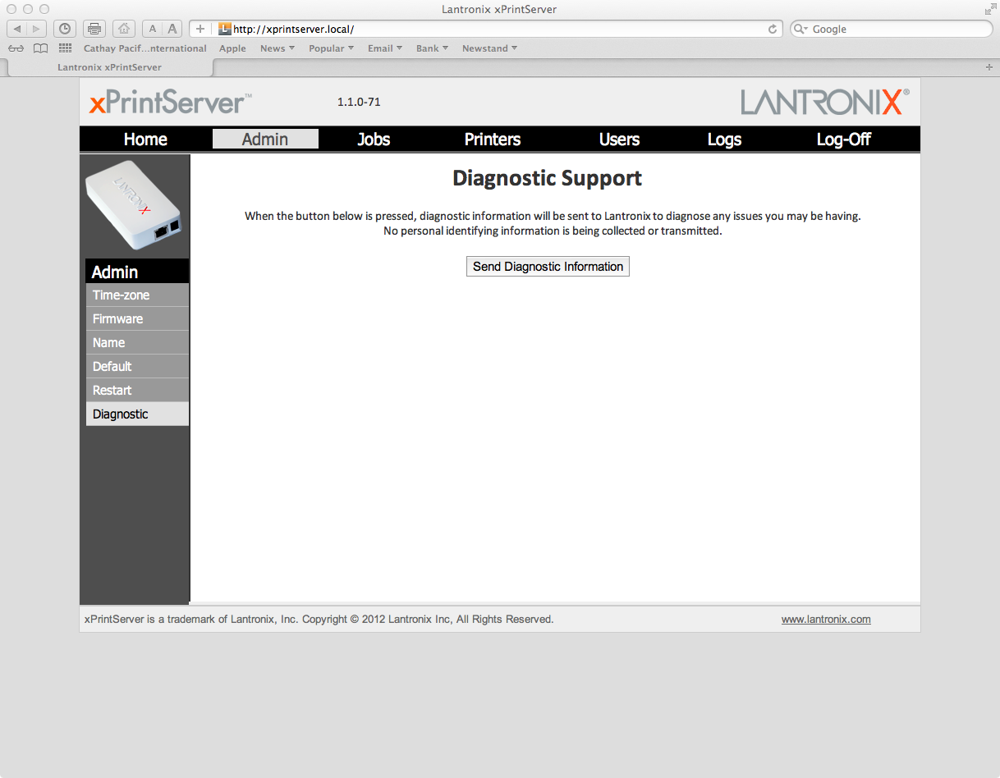 Lantronix xPrintServer
A A
http://xprintserver.local/
Google
Cathay Pacif...nternational Apple News Popular Email Bank Newstand
Lantronix xPrintServer
xPrintServer™ 1.1.0-71 LANTRONIX®
Home Admin Jobs Printers Users Logs Log-Off
LANTRONIX
Admin
Time-zone
Firmware
Name
Default
Restart
Diagnostic
Diagnostic Support
When the button below is pressed, diagnostic information will be sent to Lantronix to diagnose any issues you may be having.
No personal identifying information is being collected or transmitted.
Send Diagnostic Information
xPrintServer is a trademark of Lantronix, Inc. Copyright © 2012 Lantronix Inc, All Rights Reserved. www.lantronix.com